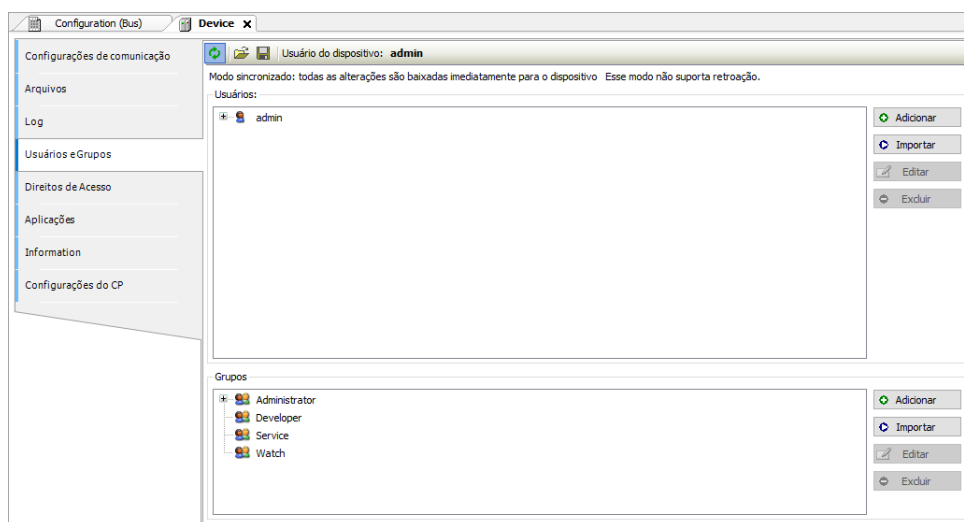 Configuration (Bus)
Device
Configurações de comunicação
Arquivos
Log
Usuários e Grupos
Direitos de Acesso
Aplicações
Information
Configurações do CP
Usuário do dispositivo: admin
Modo sincronizado: todas as alterações são baixadas imediatamente para o dispositivo Esse modo não suporta retroação.
Usuários:
admin
Adicionar
Importar
Editar
Excluir
Grupos
Administrator
Developer
Service
Watch
Adicionar
Importar
Editar
Excluir